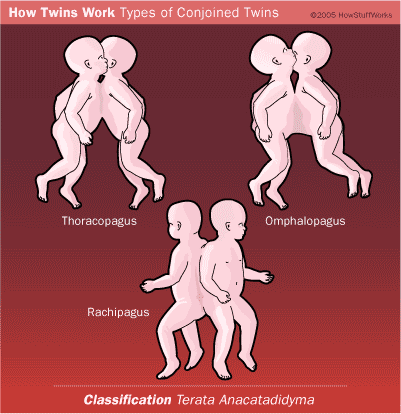 How Twins Work Types of Conjoined Twins
©2005 HowStuffWorks
Thoracopagus
Omphalopagus
Rachipagus
Classification Terata Anacatadidyma